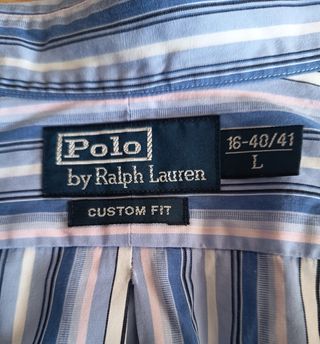 Polo
by Ralph Lauren
16-40/41
L
CUSTOM FIT